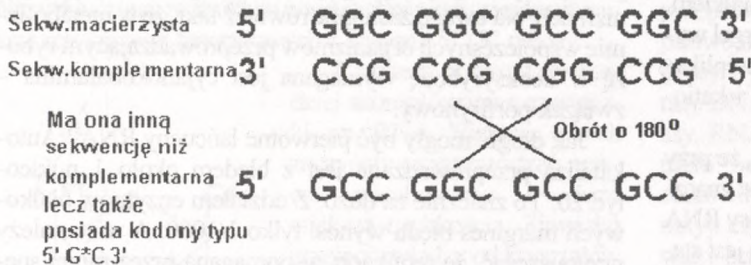 Sekw.macierzysta 5' GGC GGC GCC GGC 3'
Sekw.komplementarna 3' CCG CCG CGG CCG 5'
Obrót o 180⁰
Ma ona inną
sekwencję niż
komplementarna 5' GCC GGC GCC GCC 3'
lecz także
posiada kodony typu
5' G*C 3'